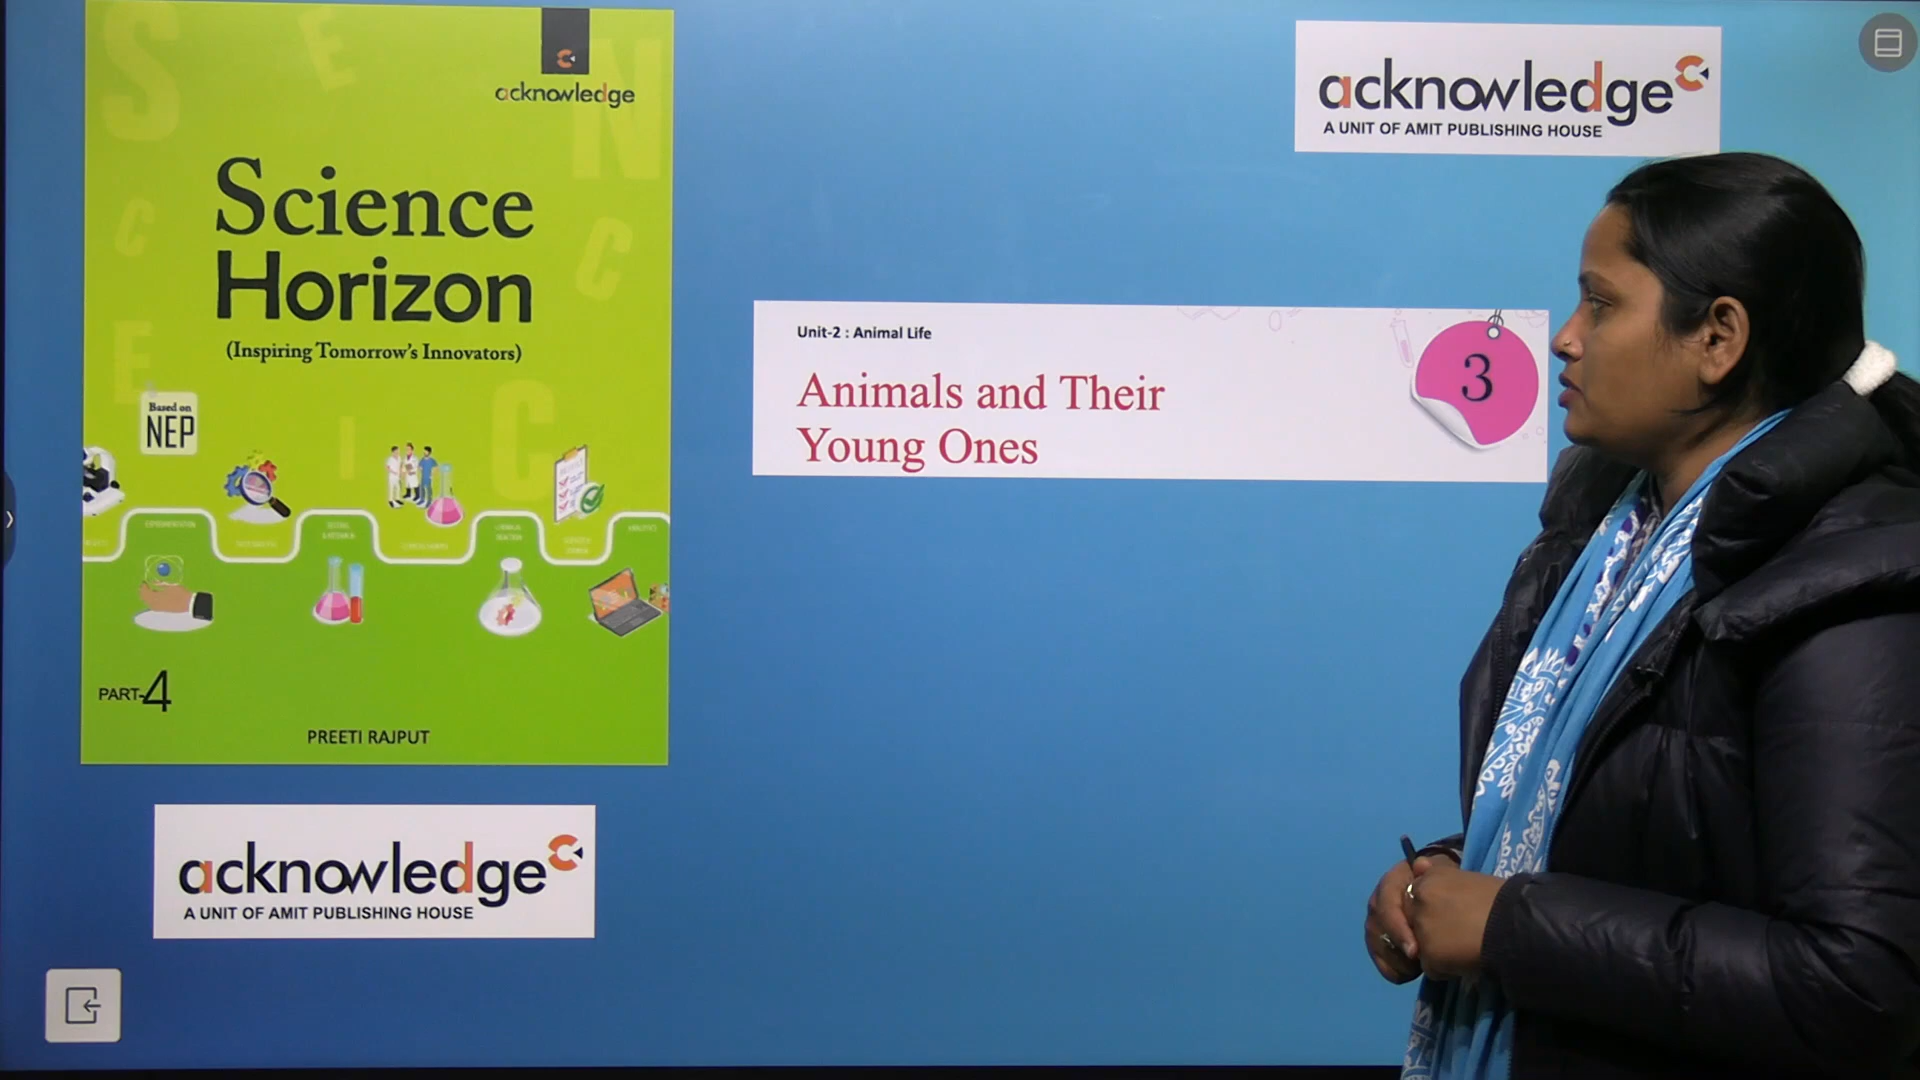 acknowledge
Science
Horizon
(Inspiring Tomorrow's Innovators)
Based on
NEP
PART-4
PREETI RAJPUT
acknowledge
A UNIT OF AMIT PUBLISHING HOUSE
acknowledge
A UNIT OF AMIT PUBLISHING HOUSE
Unit-2 : Animal Life
3
Animals and Their
Young Ones